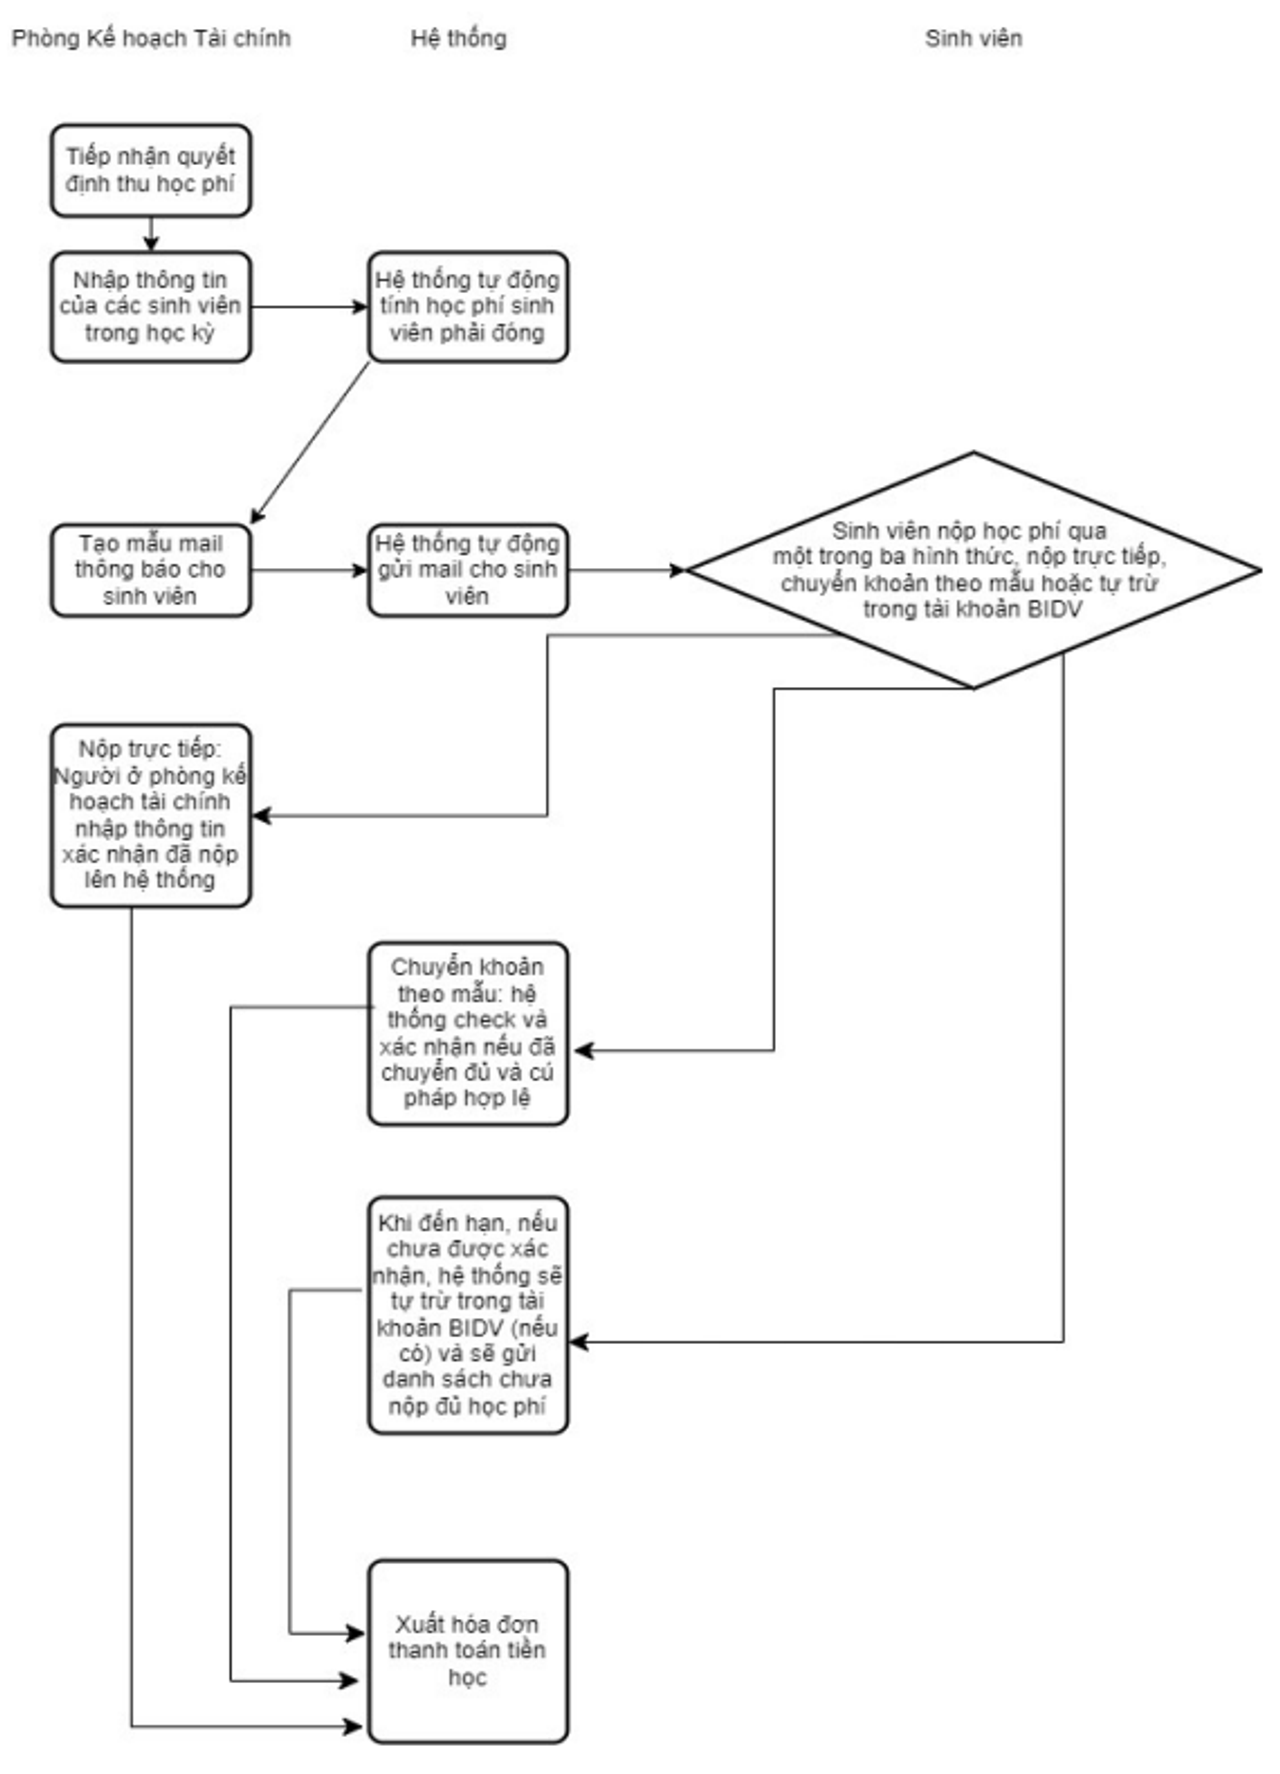 Phòng Kế hoạch Tài chính
Hệ thống
Sinh viên
Tiếp nhận quyết
định thu học phí
Nhập thông tin
của các sinh viên
trong học kỳ
Hệ thống tự động
tính học phí sinh
viên phải đóng
Tạo mẫu mail
thông báo cho
sinh viên
Hệ thống tự động
gửi mail cho sinh
viên
Sinh viên nộp học phí qua
một trong ba hình thức, nộp trực tiếp,
chuyển khoản theo mẫu hoặc tự trừ
trong tài khoản BIDV
Nộp trực tiếp:
Người ở phòng kế
hoạch tài chính
nhập thông tin
xác nhận đã nộp
lên hệ thống
Chuyển khoản
theo mẫu: hệ
thống check và
xác nhận nếu đã
chuyển đủ và cú
pháp hợp lệ
Khi đến hạn, nếu
chưa được xác
nhận, hệ thống sẽ
tự trừ trong tài
khoản BIDV (nếu
có) và sẽ gửi
danh sách chưa
nộp đủ học phí
Xuất hóa đơn
thanh toán tiền
học